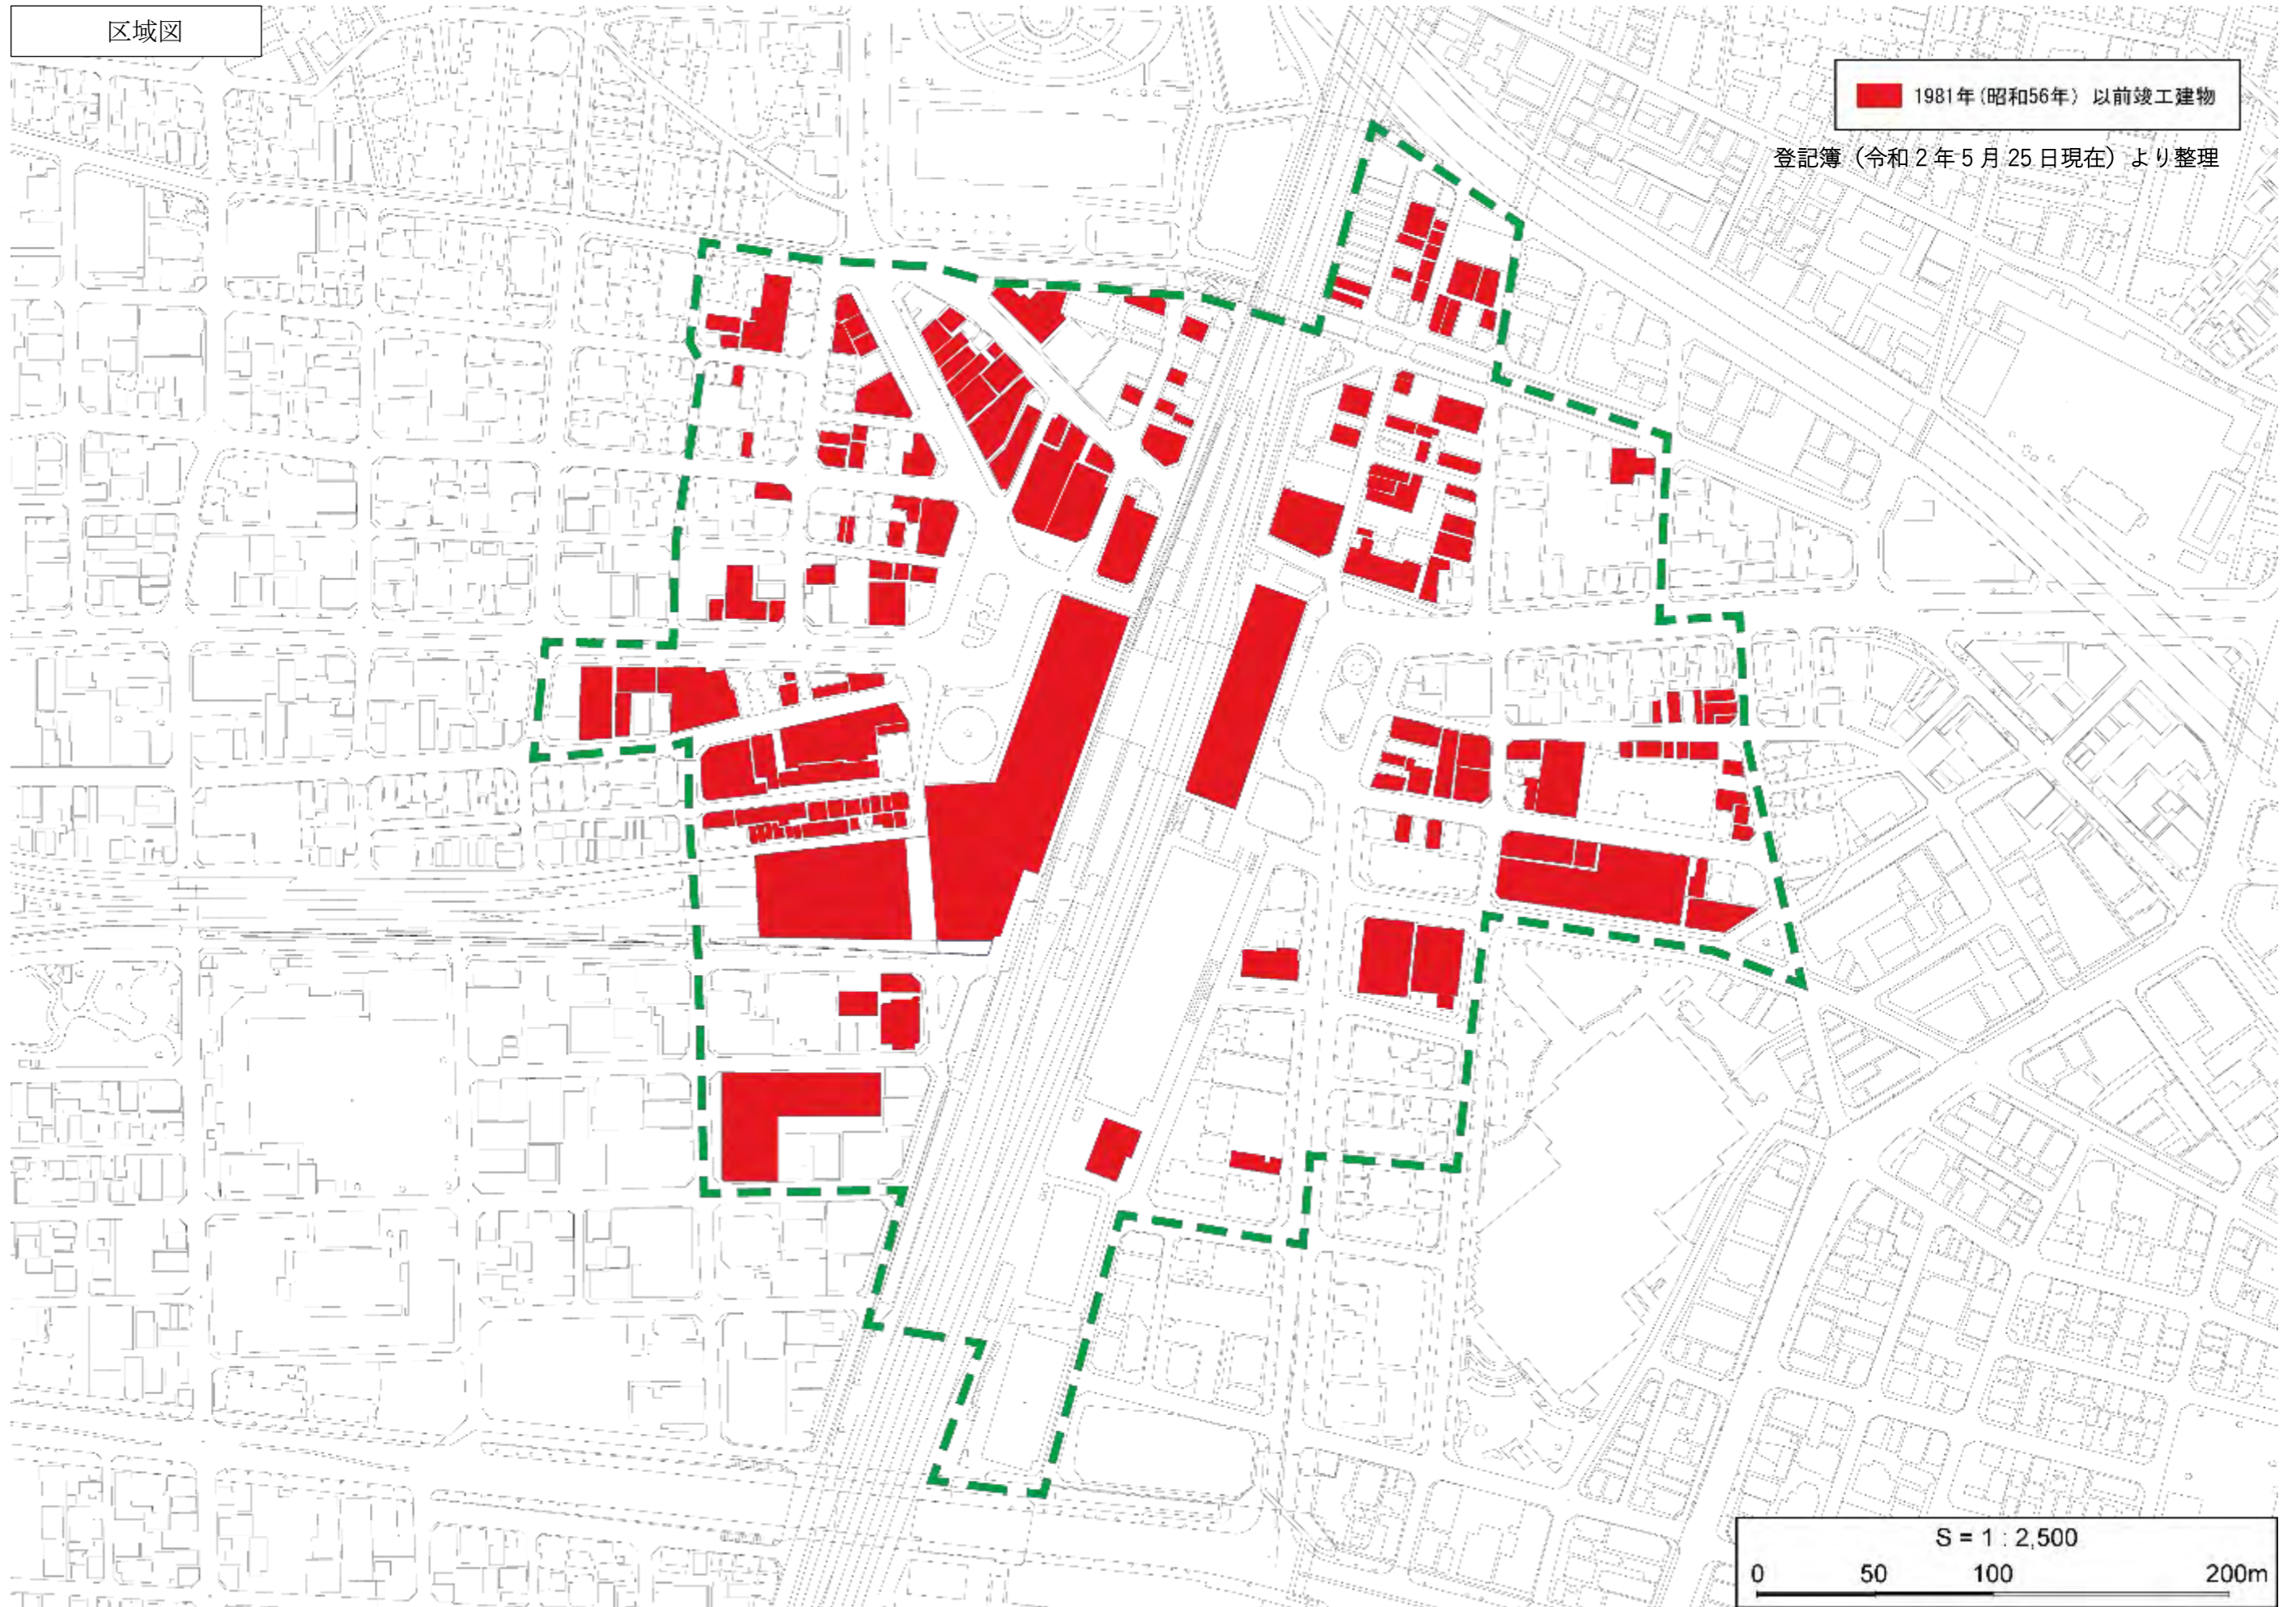 区域図
1981年(昭和56年) 以前竣工建物
登記簿（令和2年5月25日現在）より整理
S = 1 : 2,500
0 50 100 200m